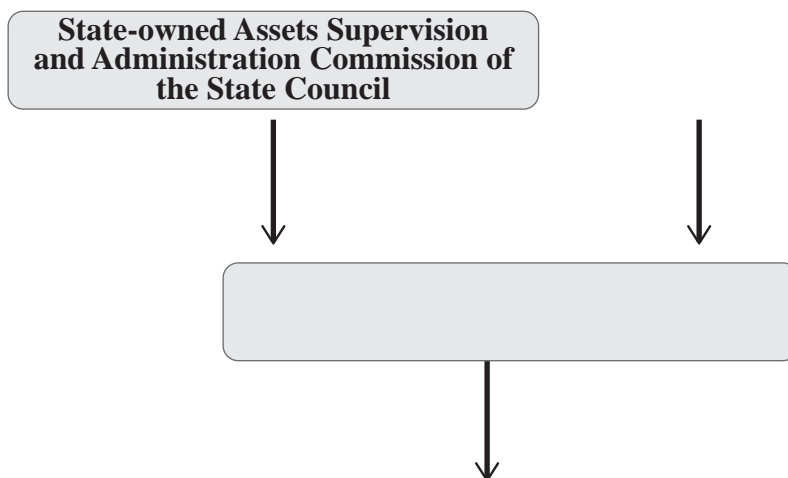 State-owned Assets Supervision
and Administration Commission of
the State Council